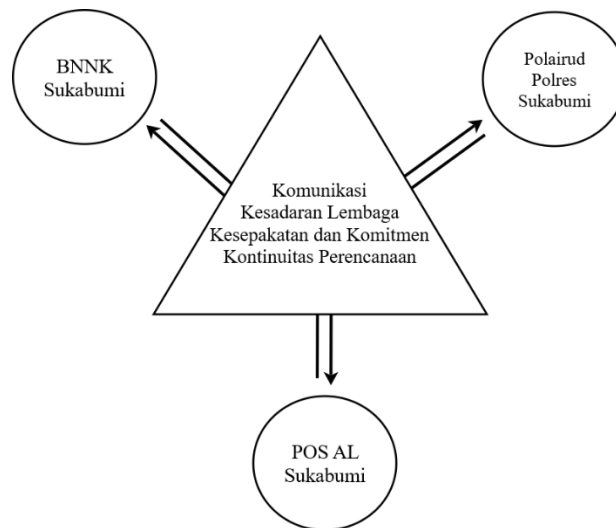 BNNK
Sukabumi
Polairud
Polres
Sukabumi
Komunikasi
Kesadaran Lembaga
Kesepakatan dan Komitmen
Kontinuitas Perencanaan
POS AL
Sukabumi